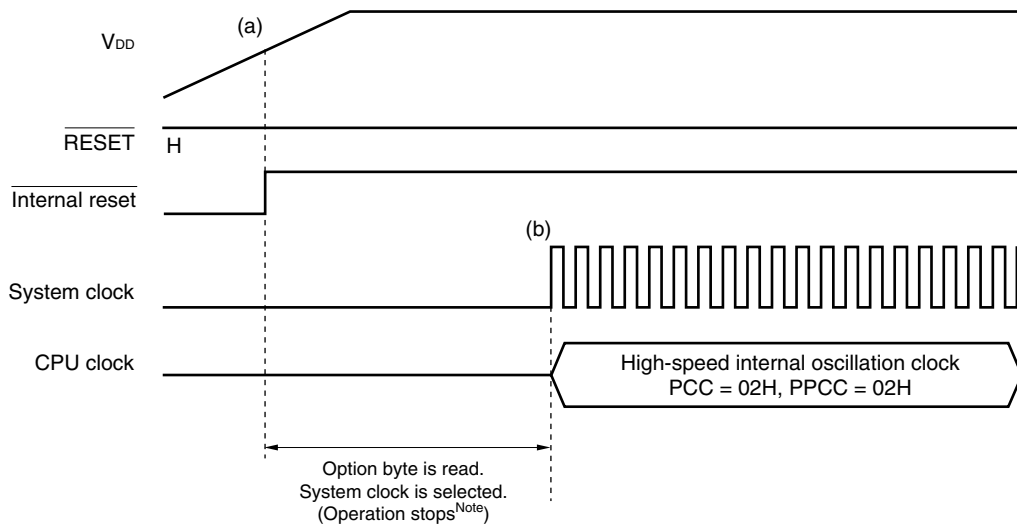 (a)
VDD
RESET
H
Internal reset
(b)
System clock
CPU clock
High-speed internal oscillation clock
PCC = 02H, PPCC = 02H
Option byte is read.
System clock is selected.
(Operation stopsNote)